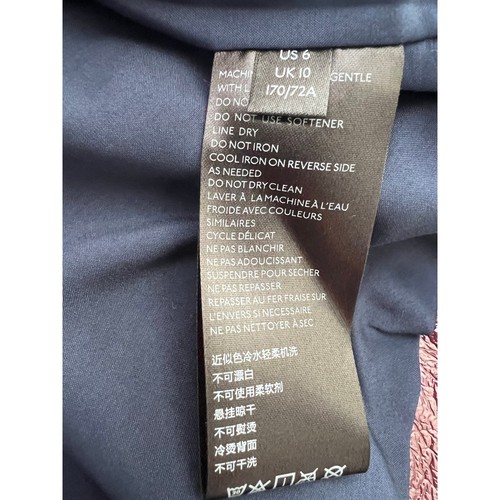 US 6
UK 10
170/72A
GENTLE
WITH
DO NO
DO NOT USE SOFTENER
LINE DRY
DO NOT IRON
COOL IRON ON REVERSE SIDE
AS NEEDED
DO NOT DRY CLEAN
LAVER À LA MACHINE À L'EAU
FROIDE AVEC COULEURS
SIMILAIRES
CYCLE DÉLICAT
NE PAS BLANCHIR
NE PAS ADOUCISSANT
SUSPENDRE POUR SECHER
NE PAS REPASSER
REPASSER AU FER FRAISE SUR
L'ENVERS SI NECESSAIRE
NE PAS NETTOYER À SEC
近似色冷水轻柔机洗
不可漂白
不可使用柔软剂
悬挂晾干
不可熨烫
冷烫背面
不可干洗